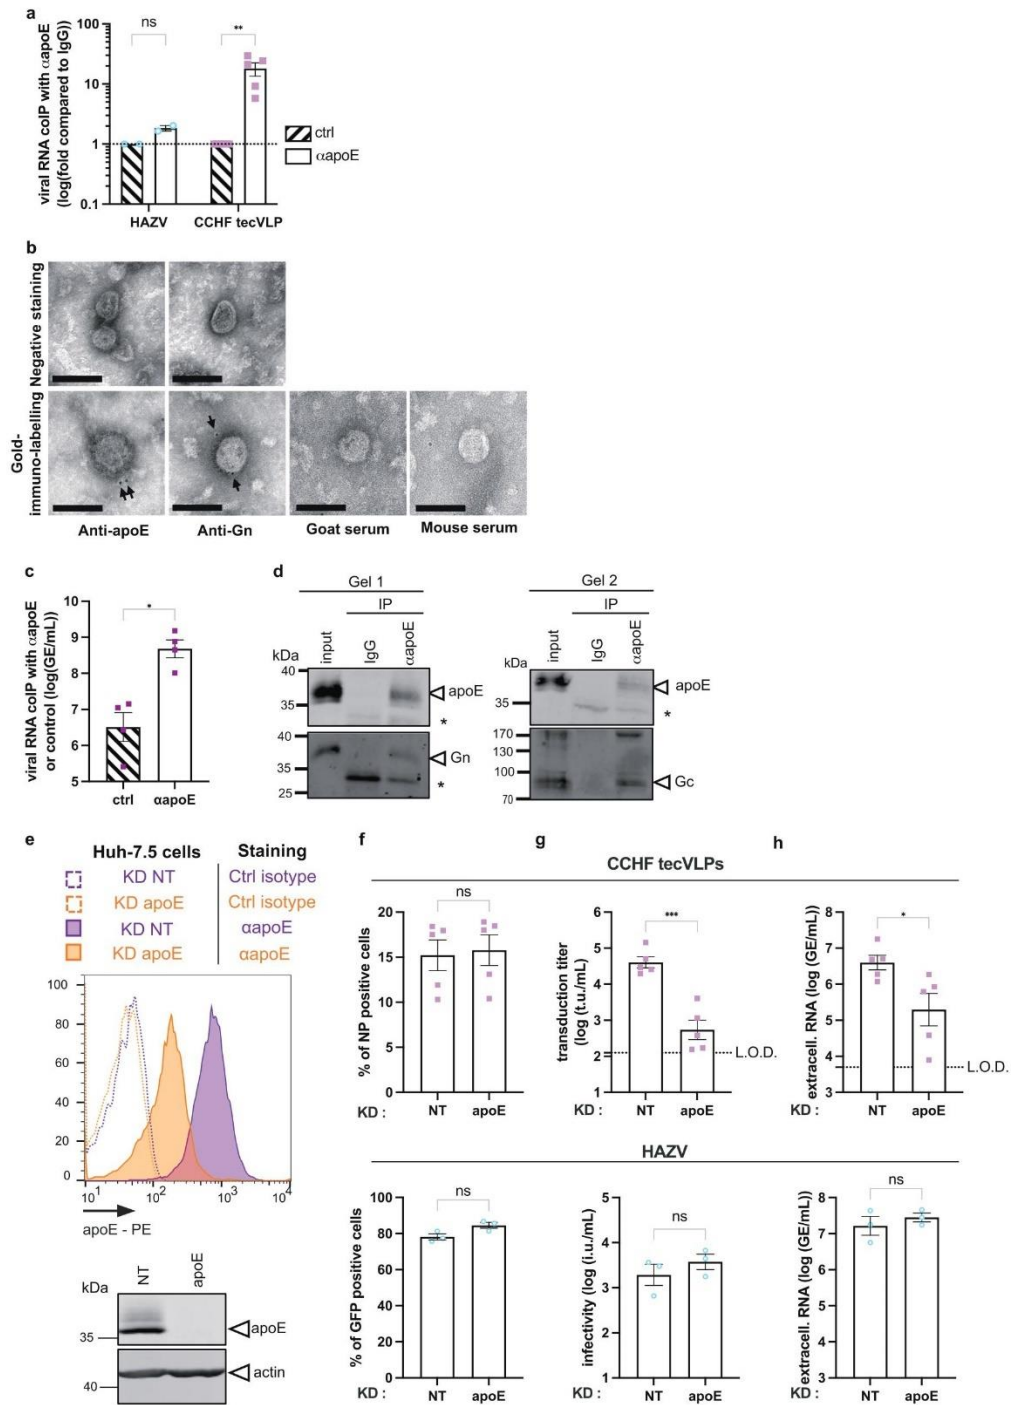 a
viral RNA coIP with αapoE
(log(fold compared to IgG))
100
10
1
0.1
ns
**
HAZV
CCHF tecVLP
ctrl
αapoE
b
Negative staining
Gold-
immuno-labelling
Anti-apoE
Anti-Gn
Goat serum
Mouse serum
c
viral RNA coIP with αapoE
or control (log(GE/mL))
10
9
8
7
6
5
*
ctrl
αapoE
d
Gel 1
IP
kDa
input
IgG
αapoE
40
35
apoE
*
40
35
25
Gn
*
Gel 2
IP
kDa
input
IgG
αapoE
35
apoE
*
170
130
100
70
Gc
e
Huh-7.5 cells Staining
KD NT Ctrl isotype
KD apoE Ctrl isotype
KD NT αapoE
KD apoE αapoE
100
80
60
40
20
0
10¹ 10² 10³ 10⁴
apoE - PE
kDa
NT
apoE
35
apoE
40
actin
f
g
h
CCHF tecVLPs
% of NP positive cells
20
15
10
5
0
ns
KD : NT apoE
transduction titer
(log (t.u./mL)
6
5
4
3
2
1
***
L.O.D.
KD : NT apoE
extracell. RNA (log (GE/mL))
8
7
6
5
4
3
*
L.O.D.
KD : NT apoE
HAZV
% of GFP positive cells
100
80
60
40
20
0
ns
KD : NT apoE
infectivity (log (i.u./mL)
5
4
3
2
1
ns
KD : NT apoE
extracell. RNA (log (GE/mL))
8
7
6
5
4
3
ns
KD : NT apoE